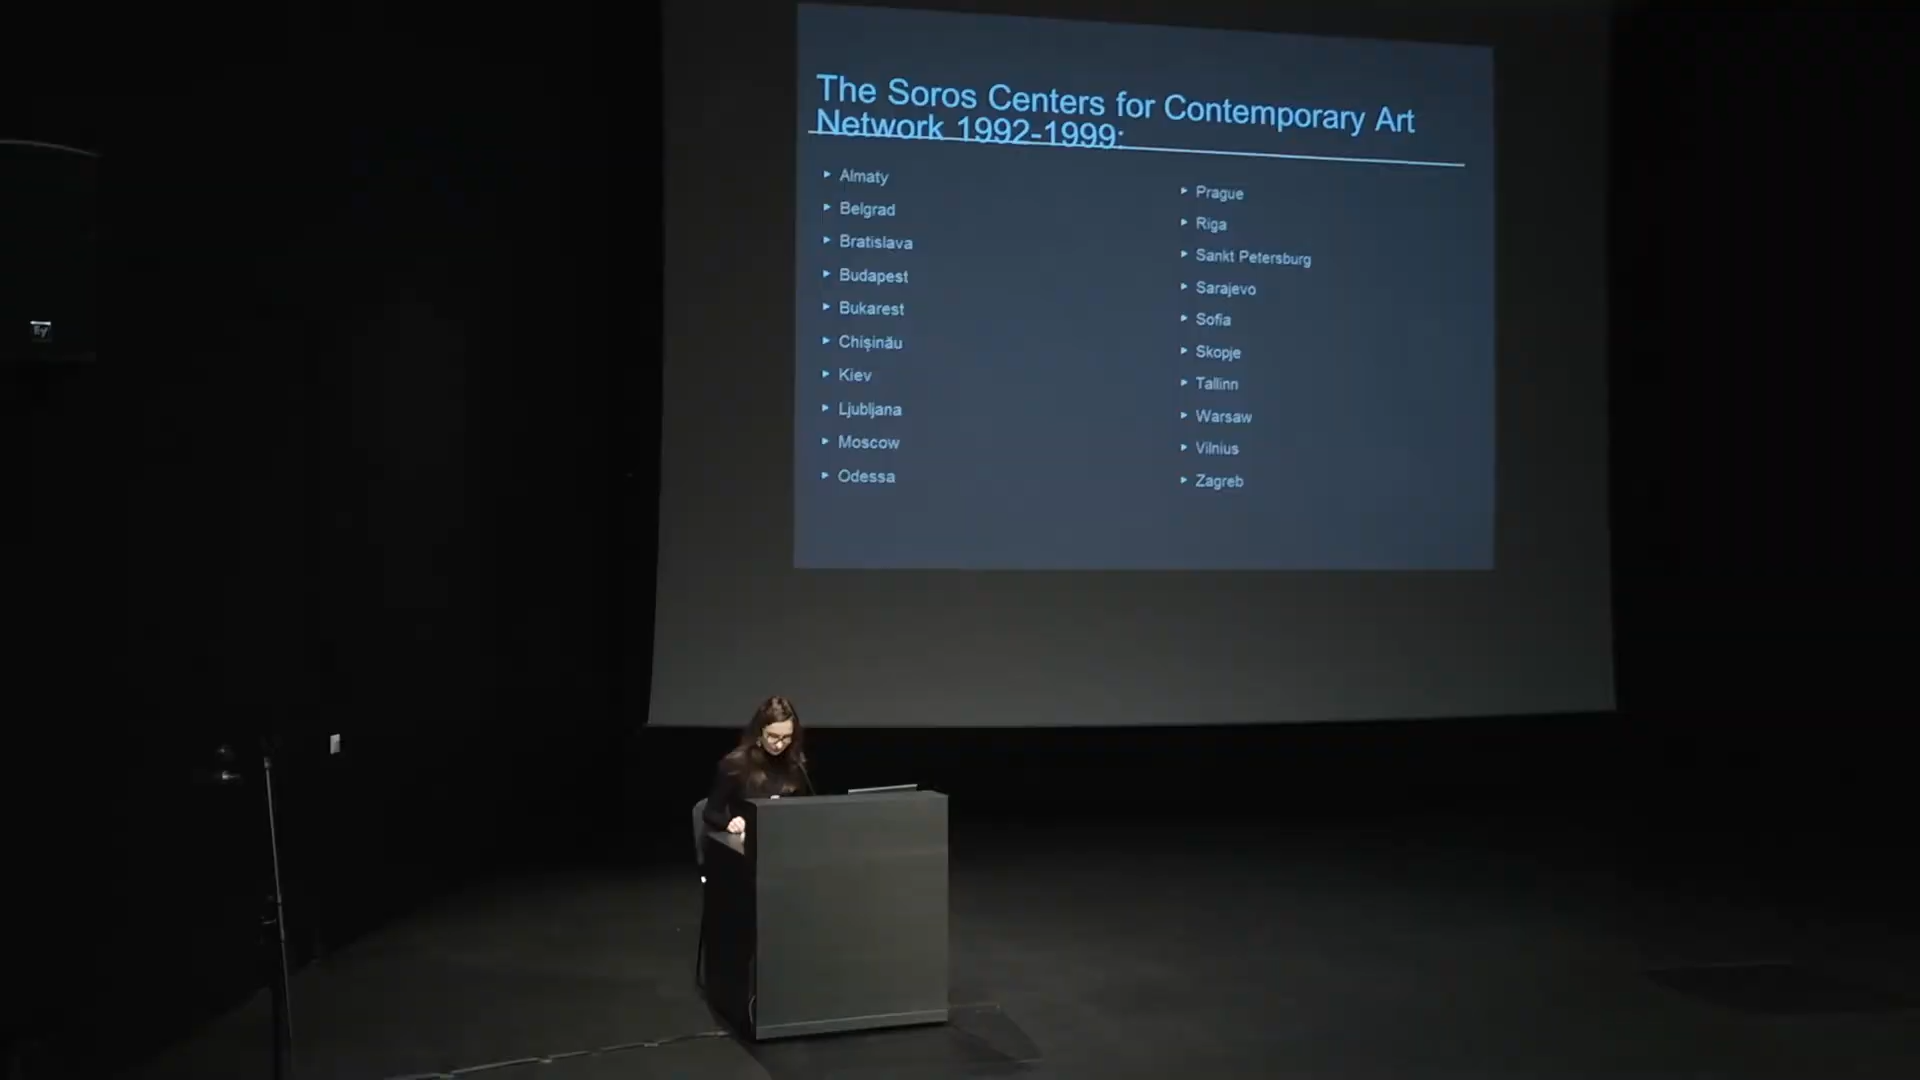 The Soros Centers for Contemporary Art
Network 1992-1999:
Almaty
Belgrad
Bratislava
Budapest
Bukarest
Chișinău
Kiev
Ljubljana
Moscow
Odessa
Prague
Riga
Sankt Petersburg
Sarajevo
Sofia
Skopje
Tallinn
Warsaw
Vilnius
Zagreb